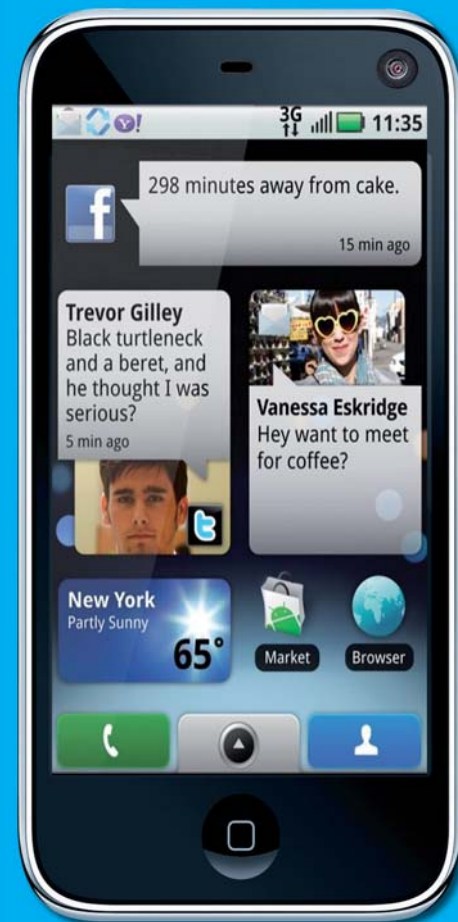 Y!
3G
11:35
f
298 minutes away from cake.
15 min ago
Trevor Gilley
Black turtleneck
and a beret, and
he thought I was
serious?
5 min ago
t
Vanessa Eskridge
Hey want to meet
for coffee?
New York
Partly Sunny
65°
Market
Browser